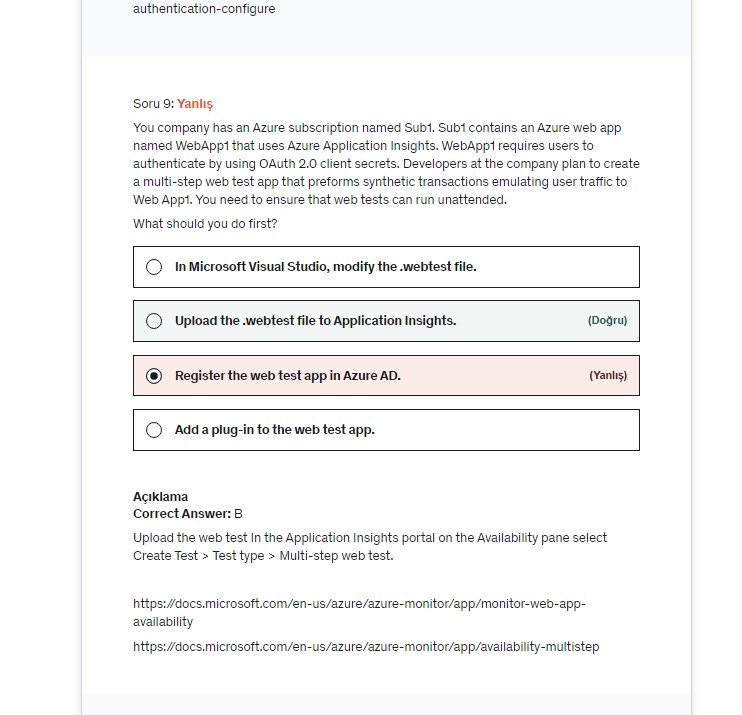 authentication-configure
Soru 9: Yanlış
You company has an Azure subscription named Sub1. Sub1 contains an Azure web app
named WebApp1 that uses Azure Application Insights. WebApp1 requires users to
authenticate by using OAuth 2.0 client secrets. Developers at the company plan to create
a multi-step web test app that preforms synthetic transactions emulating user traffic to
Web App1. You need to ensure that web tests can run unattended.
What should you do first?
In Microsoft Visual Studio, modify the .webtest file.
Upload the .webtest file to Application Insights. (Doğru)
Register the web test app in Azure AD. (Yanlış)
Add a plug-in to the web test app.
Açıklama
Correct Answer: B
Upload the web test In the Application Insights portal on the Availability pane select
Create Test > Test type > Multi-step web test.
https://docs.microsoft.com/en-us/azure/azure-monitor/app/monitor-web-app-
availability
https://docs.microsoft.com/en-us/azure/azure-monitor/app/availability-multistep